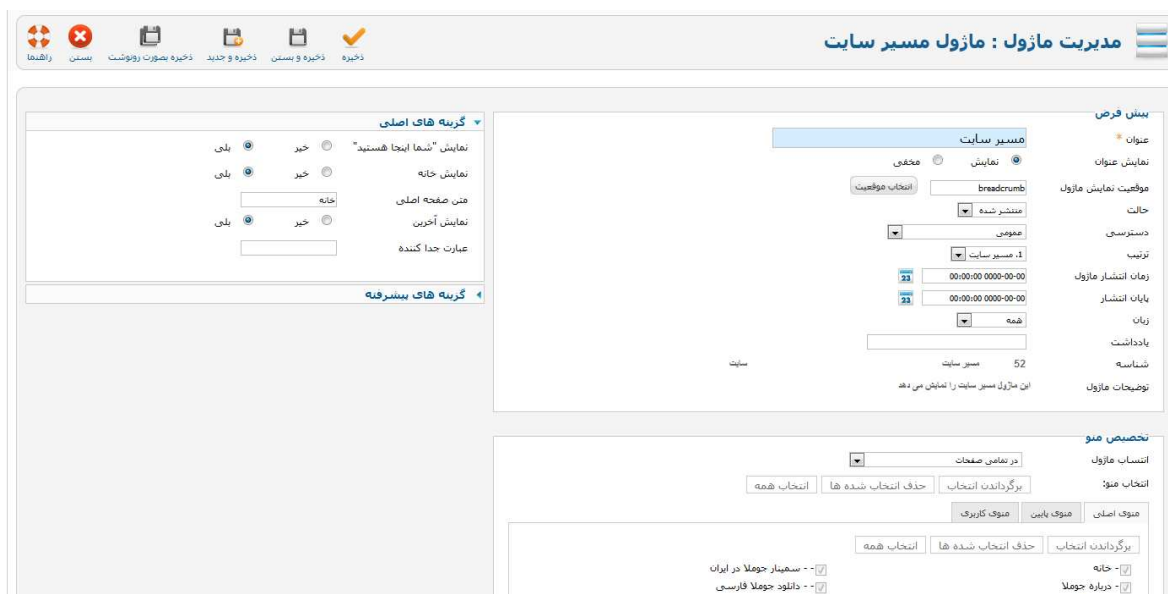 مدیریت ماژول : ماژول مسیر سایت
ذخیره
ذخیره و بستن
ذخیره و جدید
ذخیره بصورت رونوشت
بستن
راهنما
پیش فرض
عنوان *
مسیر سایت
نمایش عنوان نمایش مخفی
موقعیت نمایش ماژول breadcrumb انتخاب موقعیت
حالت منتشر شده
دسترسی عمومی
ترتیب 1. مسیر سایت
زمان انتشار ماژول 0000-00-00 00:00:00 23
پایان انتشار 0000-00-00 00:00:00 23
زبان همه
یادداشت
شناسه 52 مسیر سایت سایت
توضیحات ماژول این ماژول مسیر سایت را نمایش می دهد
گزینه های اصلی
نمایش "شما اینجا هستید" خیر بلی
نمایش خانه خیر بلی
متن صفحه اصلی خانه
نمایش آخرین خیر بلی
عبارت جدا کننده
گزینه های پیشرفته
تخصیص منو
انتساب ماژول در تمامی صفحات
انتخاب منو: برگرداندن انتخاب حذف انتخاب شده ها انتخاب همه
منوی اصلی منوی پایین منوی کاربری
برگرداندن انتخاب حذف انتخاب شده ها انتخاب همه
- خانه - - سمینار جوملا در ایران
- درباره جوملا - - دانلود جوملا فارسی